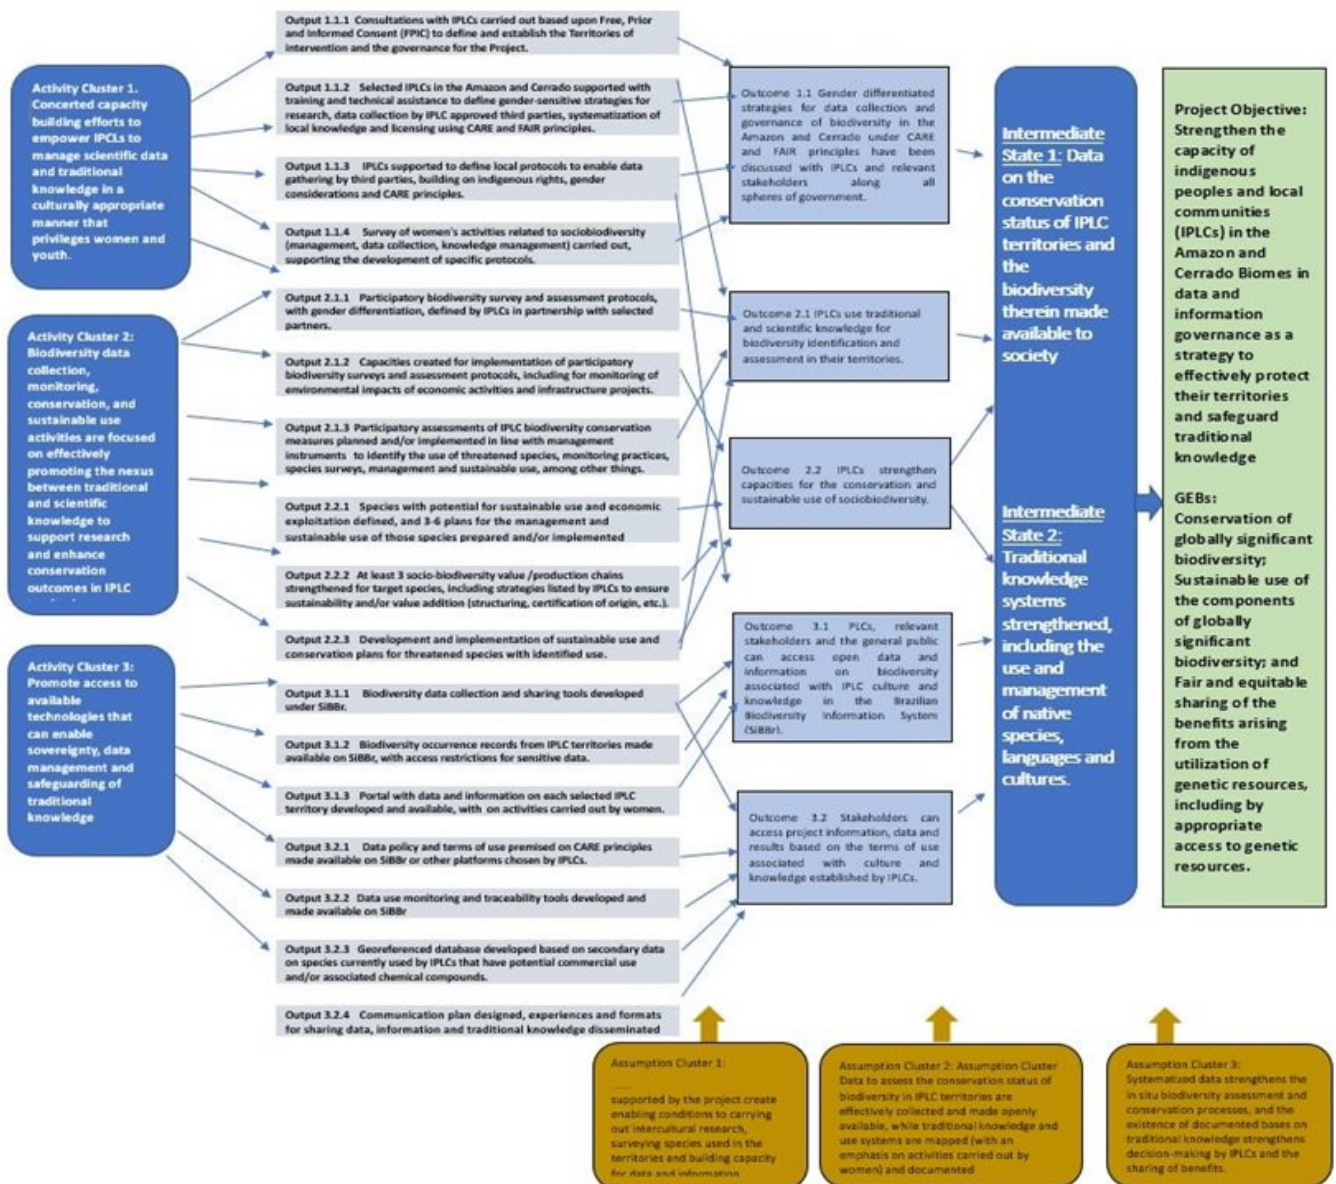 Activity Cluster 1.
Concerted capacity
building efforts to
empower IPCLs to
manage scientific data
and traditional
knowledge in a
culturally appropriate
manner that
privileges women and
youth.
Activity Cluster 2:
Biodiversity data
collection,
monitoring,
conservation, and
sustainable use
activities are focused
on effectively
promoting the nexus
between traditional
and scientific
knowledge to
support research
and enhance
conservation
outcomes in IPLC
Activity Cluster 3:
Promote access to
available
technologies that
can enable
sovereignty, data
management and
safeguarding of
traditional
knowledge
Output 1.1.1 Consultations with IPLCs carried out based upon Free, Prior
and Informed Consent (FPIC) to define and establish the Territories of
intervention and the governance for the Project.
Output 1.1.2 Selected IPLCs in the Amazon and Cerrado supported with
training and technical assistance to define gender-sensitive strategies for
research, data collection by IPLC approved third parties, systematization of
local knowledge and licensing using CARE and FAIR principles.
Output 1.1.3 IPLCs supported to define local protocols to enable data
gathering by third parties, building on indigenous rights, gender
considerations and CARE principles.
Output 1.1.4 Survey of women's activities related to sociobiodiversity
(management, data collection, knowledge management) carried out,
supporting the development of specific protocols.
Output 2.1.1 Participatory biodiversity survey and assessment protocols,
with gender differentiation, defined by IPLCs in partnership with selected
partners.
Output 2.1.2 Capacities created for implementation of participatory
biodiversity surveys and assessment protocols, including for monitoring of
environmental impacts of economic activities and infrastructure projects.
Output 2.1.3 Participatory assessments of IPLC biodiversity conservation
measures planned and/or implemented in line with management
instruments to identify the use of threatened species, monitoring practices,
species surveys, management and sustainable use, among other things.
Output 2.2.1 Species with potential for sustainable use and economic
exploitation defined, and 3-6 plans for the management and
sustainable use of those species prepared and/or implemented
Output 2.2.2 At least 3 socio-biodiversity value /production chains
strengthened for target species, including strategies listed by IPLCs to ensure
sustainability and/or value addition (structuring, certification of origin, etc.).
Output 2.2.3 Development and implementation of sustainable use and
conservation plans for threatened species with identified use.
Output 3.1.1 Biodiversity data collection and sharing tools developed
under SiBBr.
Output 3.1.2 Biodiversity occurrence records from IPLC territories made
available on SiBBr, with access restrictions for sensitive data.
Output 3.1.3 Portal with data and information on each selected IPLC
territory developed and available, with on activities carried out by women.
Output 3.2.1 Data policy and terms of use premised on CARE principles
made available on SiBBr or other platforms chosen by IPLCs.
Output 3.2.2 Data use monitoring and traceability tools developed and
made available on SiBBr
Output 3.2.3 Georeferenced database developed based on secondary data
on species currently used by IPLCs that have potential commercial use
and/or associated chemical compounds.
Output 3.2.4 Communication plan designed, experiences and formats
for sharing data, information and traditional knowledge disseminated
Outcome 1.1 Gender differentiated
strategies for data collection and
governance of biodiversity in the
Amazon and Cerrado under CARE
and FAIR principles have been
discussed with IPLCs and relevant
stakeholders along all
spheres of government.
Outcome 2.1 IPLCs use traditional
and scientific knowledge for
biodiversity identification and
assessment in their territories.
Outcome 2.2 IPLCs strengthen
capacities for the conservation and
sustainable use of sociobiodiversity.
Outcome 3.1 PLCs, relevant
stakeholders and the general public
can access open data and
information on biodiversity
associated with IPLC culture and
knowledge in the Brazilian
Biodiversity Information System
(SiBBr).
Outcome 3.2 Stakeholders can
access project information, data and
results based on the terms of use
associated with culture and
knowledge established by IPLCs.
Intermediate
State 1: Data
on the
conservation
status of IPLC
territories and
the
biodiversity
therein made
available to
society
Intermediate
State 2:
Traditional
knowledge
systems
strengthened,
including the
use and
management
of native
species,
languages and
cultures.
Project Objective:
Strengthen the
capacity of
indigenous
peoples and local
communities
(IPLCs) in the
Amazon and
Cerrado Biomes in
data and
information
governance as a
strategy to
effectively protect
their territories
and safeguard
traditional
knowledge
GEBs:
Conservation of
globally significant
biodiversity;
Sustainable use of
the components
of globally
significant
biodiversity; and
Fair and equitable
sharing of the
benefits arising
from the
utilization of
genetic resources,
including by
appropriate
access to genetic
resources.
Assumption Cluster 1:
supported by the project create
enabling conditions to carrying
out intercultural research,
surveying species used in the
territories and building capacity
for data and information
Assumption Cluster 2: Assumption Cluster
Data to assess the conservation status of
biodiversity in IPLC territories are
effectively collected and made openly
available, while traditional knowledge and
use systems are mapped (with an
emphasis on activities carried out by
women) and documented
Assumption Cluster 3:
Systematized data strengthens the
in situ biodiversity assessment and
conservation processes, and the
existence of documented bases on
traditional knowledge strengthens
decision-making by IPLCs and the
sharing of benefits.